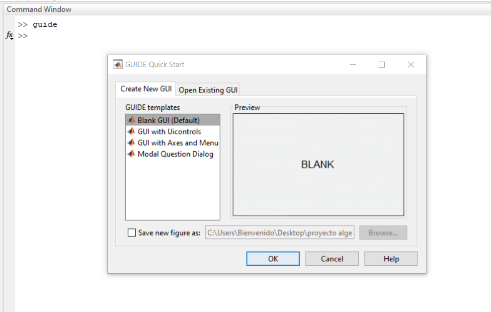 Command Window
>> guide
fx >>
GUIDE Quick Start
Create New GUI Open Existing GUI
GUIDE templates
Preview
Blank GUI (Default)
GUI with Uicontrols
GUI with Axes and Menu
Modal Question Dialog
BLANK
Save new figure as: C:\Users\Bienvenido\Desktop\proyecto alge Browse...
OK Cancel Help